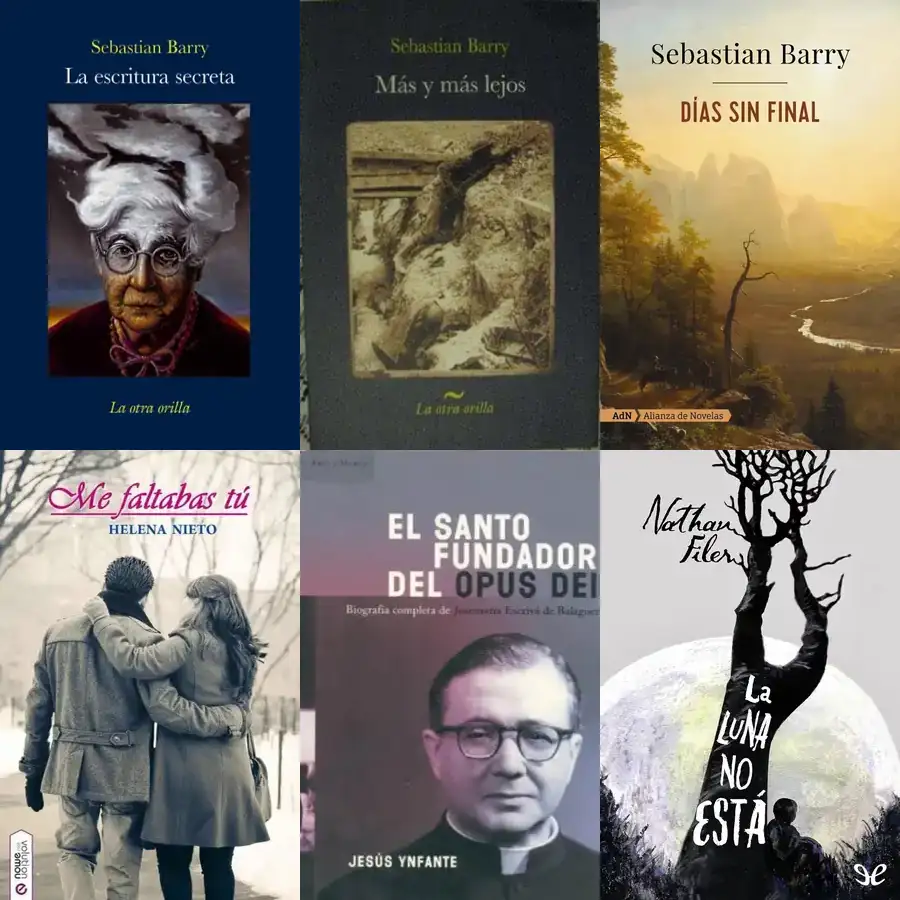 Sebastian Barry
La escritura secreta
La otra orilla
Sebastian Barry
Más y más lejos
La otra orilla
Sebastian Barry
DÍAS SIN FINAL
AdN Alianza de Novelas
Me faltabas tú
HELENA NIETO
EL SANTO
FUNDADOR
DEL OPUS DEI
Biografía completa de Josemaría Escrivá de Balaguer
JESÚS YNFANTE
Nathan
Filer
La
LUNA
NO
ESTÁ